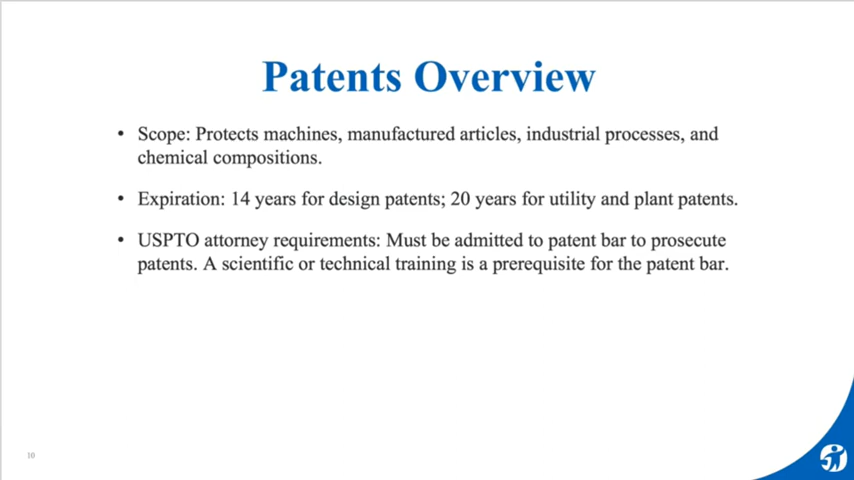 Patents Overview
• Scope: Protects machines, manufactured articles, industrial processes, and
chemical compositions.
• Expiration: 14 years for design patents; 20 years for utility and plant patents.
• USPTO attorney requirements: Must be admitted to patent bar to prosecute
patents. A scientific or technical training is a prerequisite for the patent bar.
10